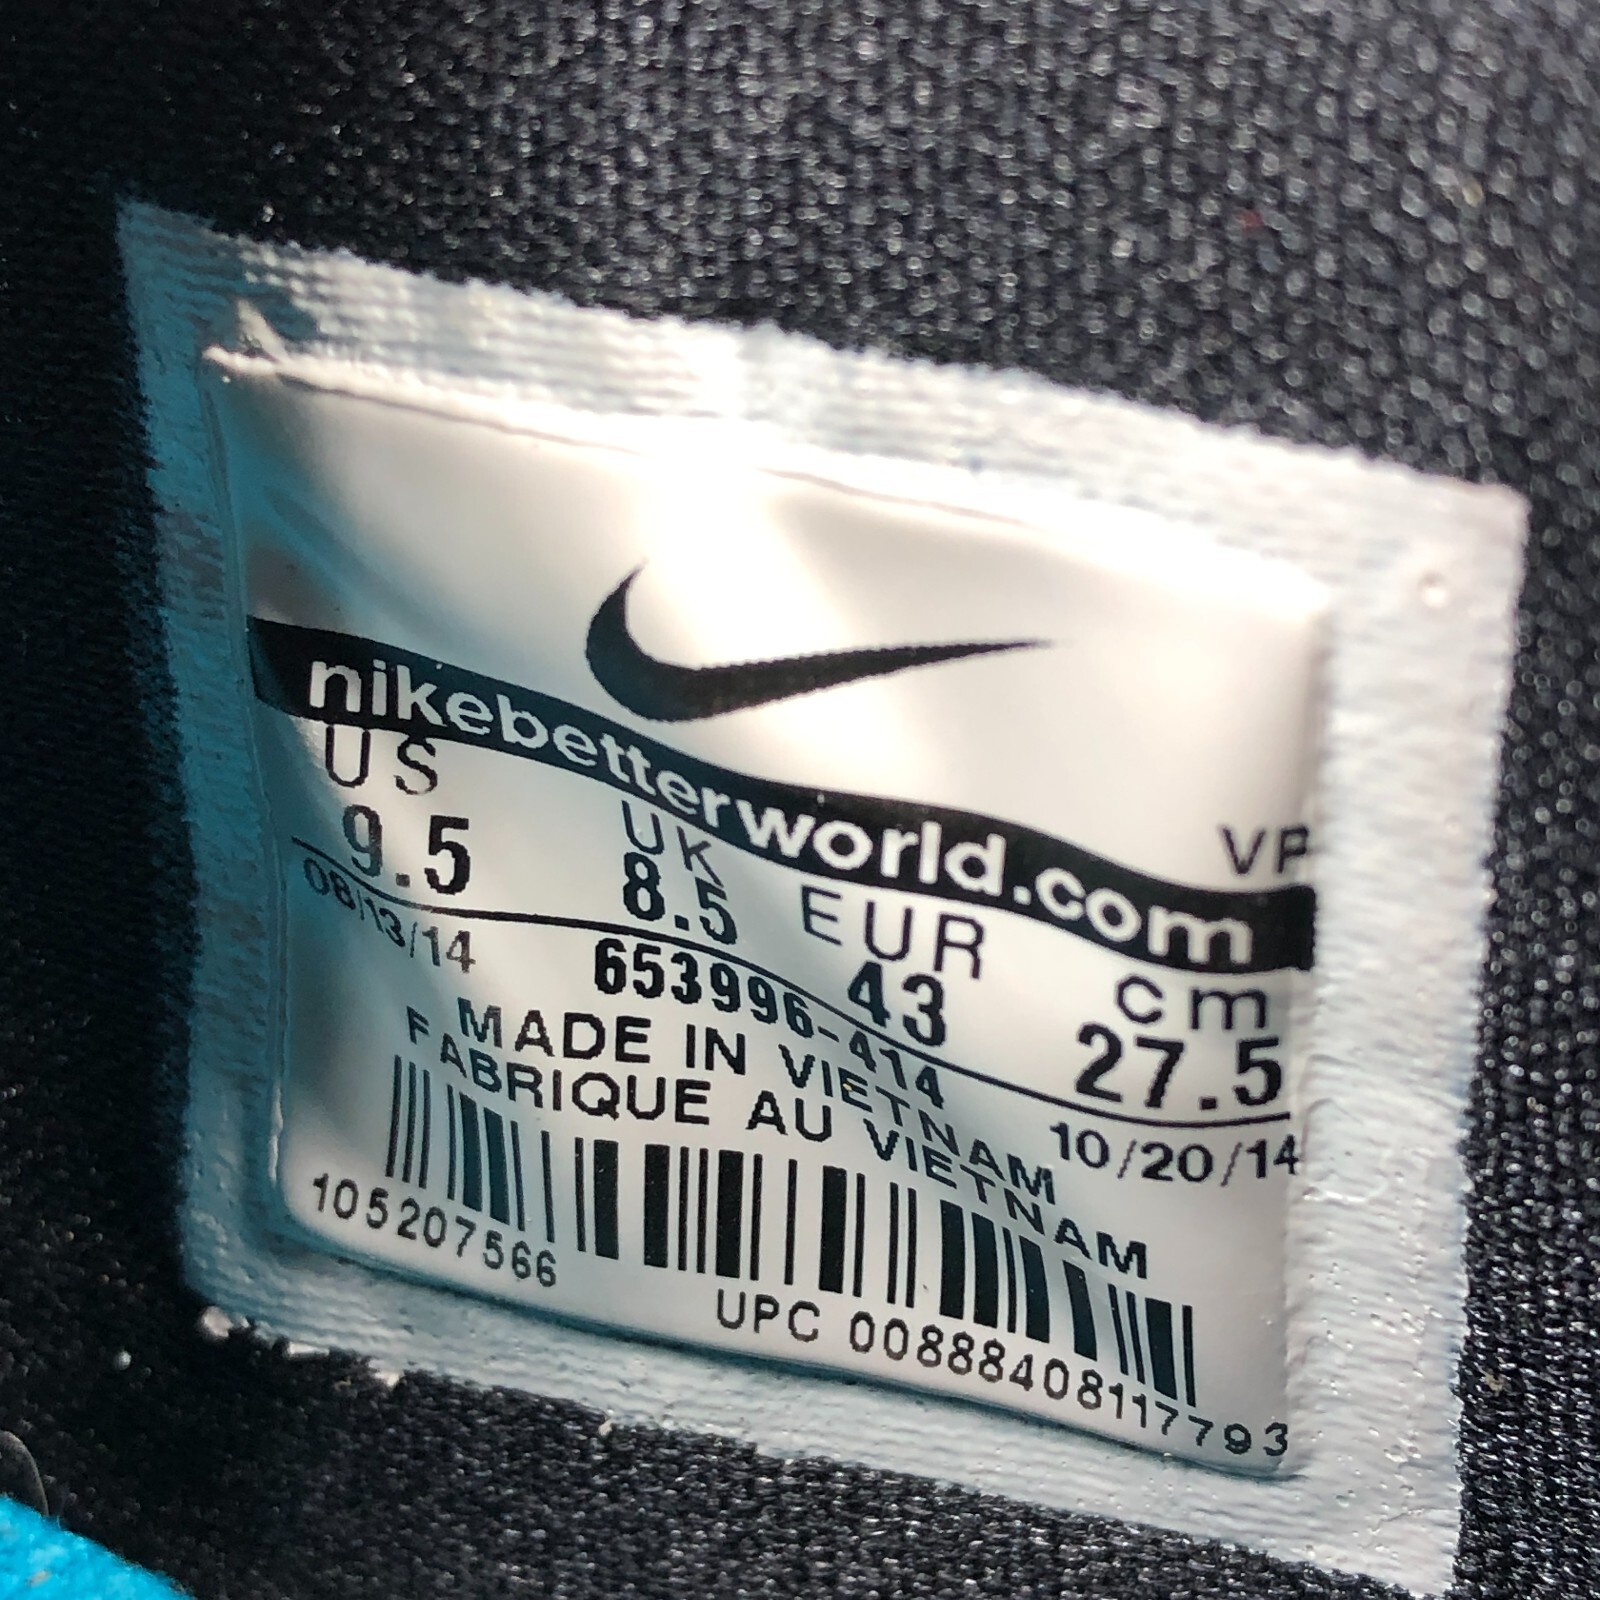 nikebetterworld.com
US UK EUR cm
9.5 8.5 43 27.5
08/13/14 653996-414 10/20/14
MADE IN VIETNAM
FABRIQUE AU VIETNAM
105207566
UPC 00888408117793